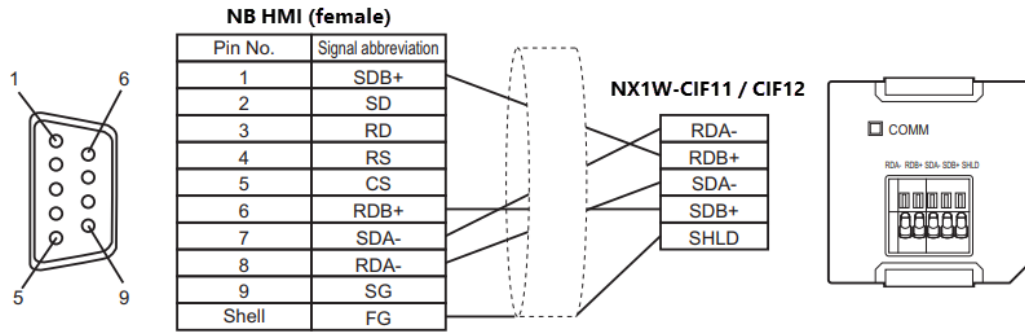 NB HMI (female)
Pin No. Signal abbreviation
1 SDB+
2 SD
3 RD
4 RS
5 CS
6 RDB+
7 SDA-
8 RDA-
9 SG
Shell FG
1 6
5 9
NX1W-CIF11 / CIF12
RDA-
RDB+
SDA-
SDB+
SHLD
COMM
RDA- RDB+ SDA- SDB+ SHLD